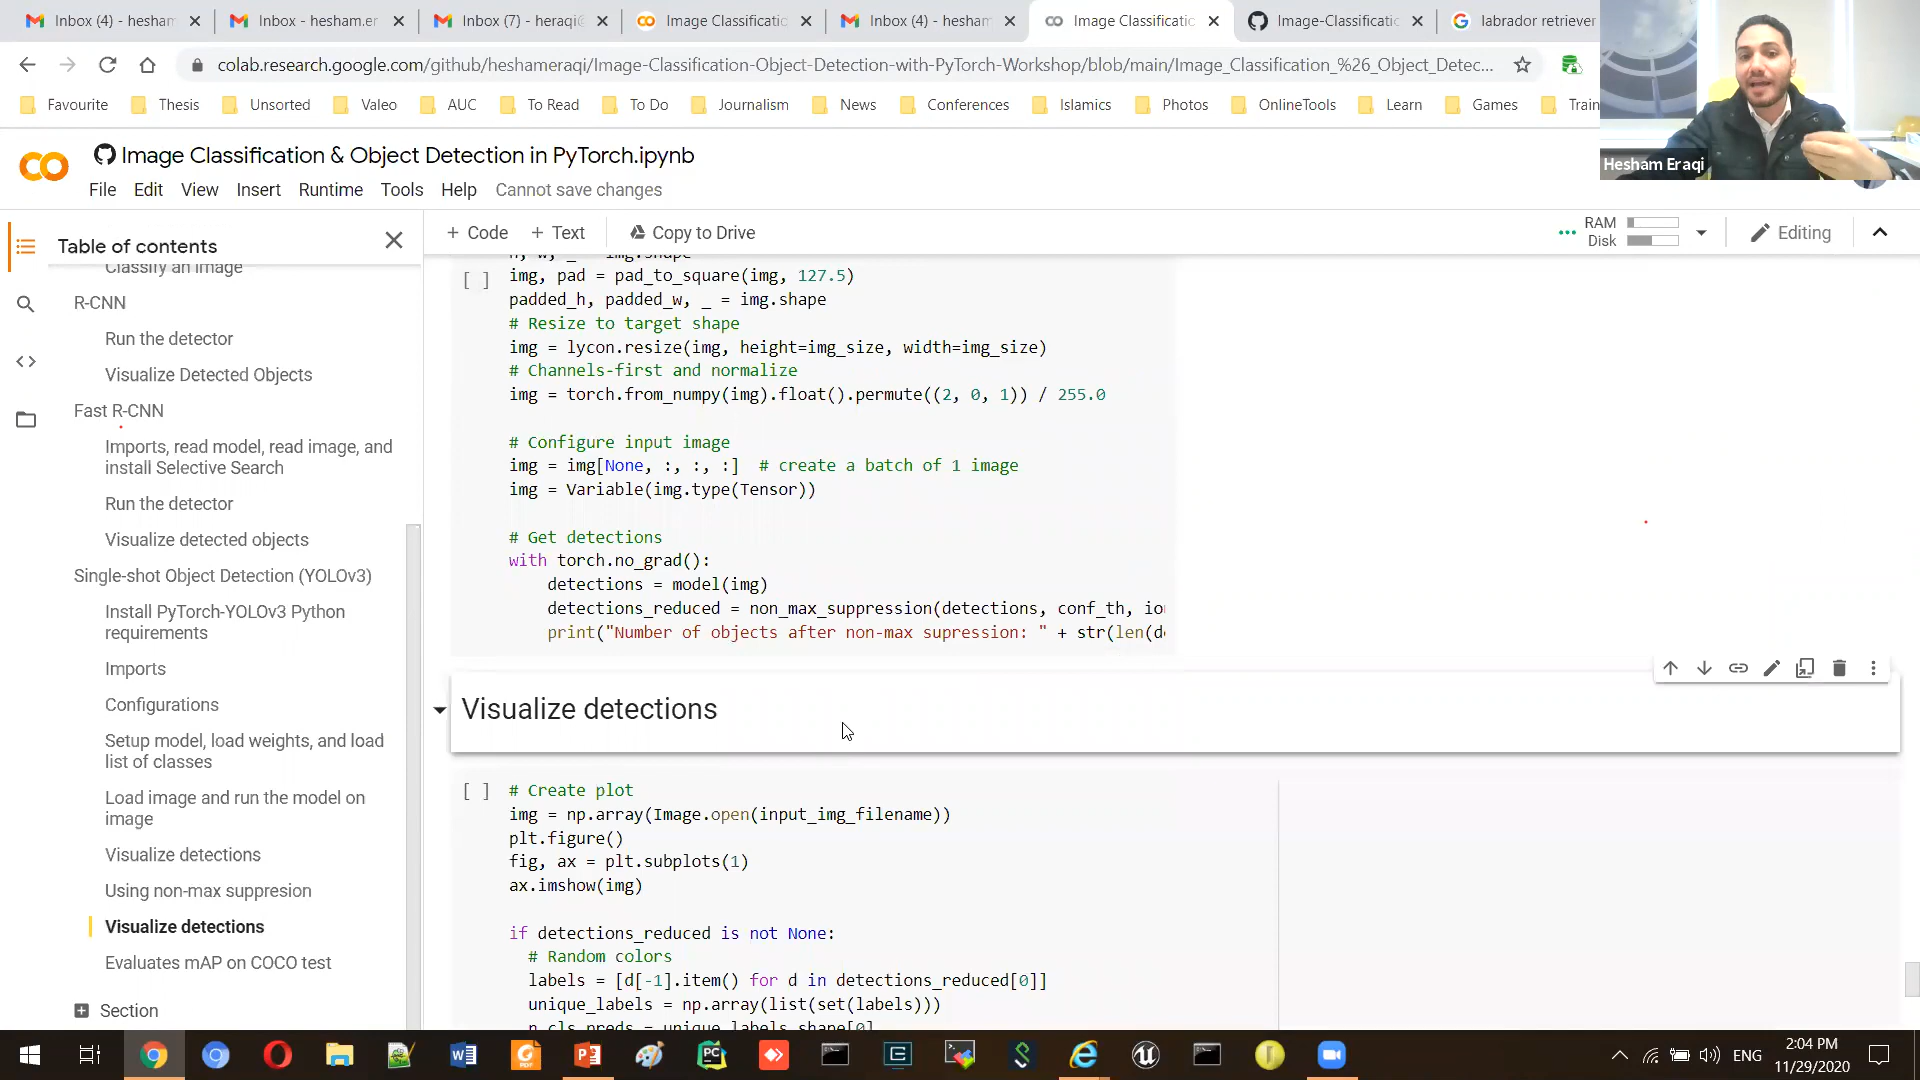 Inbox (4) - hesham
Inbox - hesham.er
Inbox (7) - heraqi@
Image Classificatic
Inbox (4) - hesham
Image Classificatic
Image-Classificatic
labrador retriever
colab.research.google.com/github/heshameraqi/Image-Classification-Object-Detection-with-PyTorch-Workshop/blob/main/Image_Classification_%26_Object_Detec...
Favourite
Thesis
Unsorted
Valeo
AUC
To Read
To Do
Journalism
News
Conferences
Islamics
Photos
OnlineTools
Learn
Games
Train
Hesham Eraqi
Image Classification & Object Detection in PyTorch.ipynb
File Edit View Insert Runtime Tools Help Cannot save changes
Table of contents
+ Code + Text Copy to Drive
RAM
Disk
Editing
Classify an image
R-CNN
Run the detector
Visualize Detected Objects
Fast R-CNN
Imports, read model, read image, and
install Selective Search
Run the detector
Visualize detected objects
Single-shot Object Detection (YOLOv3)
Install PyTorch-YOLOv3 Python
requirements
Imports
Configurations
Setup model, load weights, and load
list of classes
Load image and run the model on
image
Visualize detections
Using non-max suppresion
Visualize detections
Evaluates mAP on COCO test
Section
h, w, _ = img.shape
[ ] img, pad = pad_to_square(img, 127.5)
padded_h, padded_w, _ = img.shape
# Resize to target shape
img = lycon.resize(img, height=img_size, width=img_size)
# Channels-first and normalize
img = torch.from_numpy(img).float().permute((2, 0, 1)) / 255.0
# Configure input image
img = img[None, :, :, :]  # create a batch of 1 image
img = Variable(img.type(Tensor))
# Get detections
with torch.no_grad():
detections = model(img)
detections_reduced = non_max_suppression(detections, conf_th, io
print("Number of objects after non-max supression: " + str(len(d
Visualize detections
[ ] # Create plot
img = np.array(Image.open(input_img_filename))
plt.figure()
fig, ax = plt.subplots(1)
ax.imshow(img)
if detections_reduced is not None:
# Random colors
labels = [d[-1].item() for d in detections_reduced[0]]
unique_labels = np.array(list(set(labels)))
n_cls_preds = unique_labels.shape[0]
ENG
2:04 PM
11/29/2020